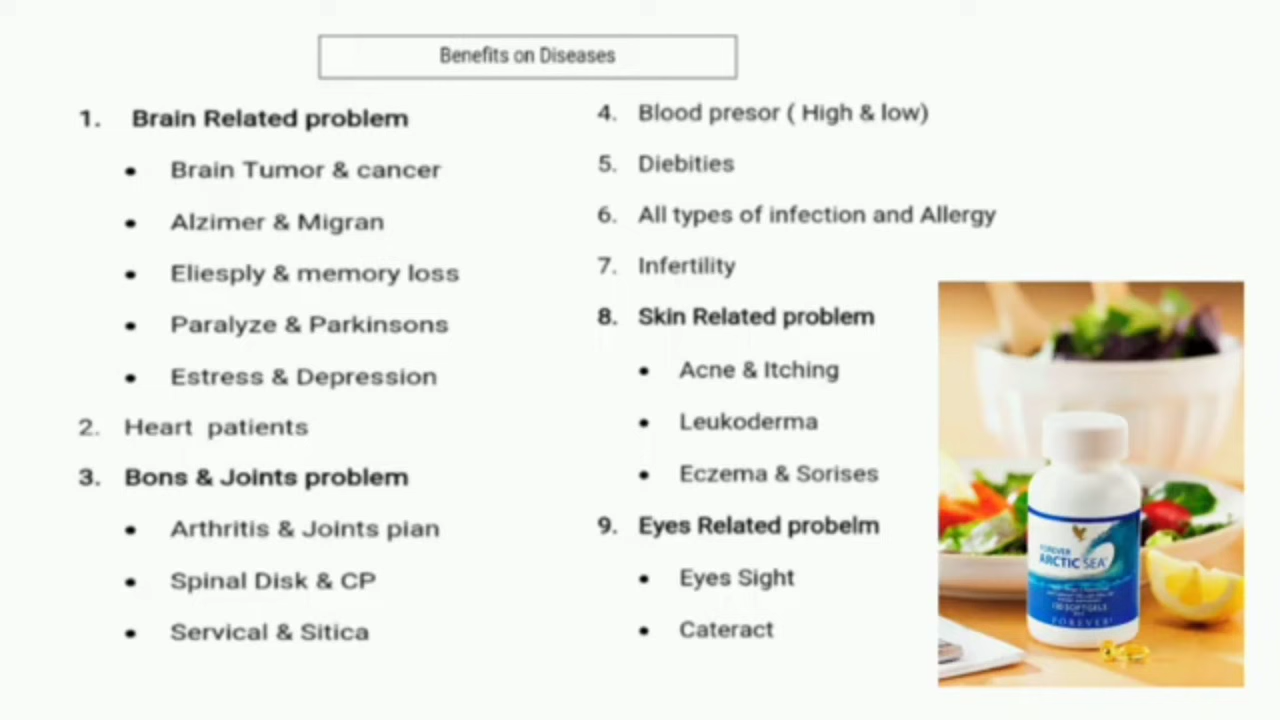 Benefits on Diseases
1. Brain Related problem
• Brain Tumor & cancer
• Alzimer & Migran
• Eliesply & memory loss
• Paralyze & Parkinsons
• Estress & Depression
2. Heart patients
3. Bons & Joints problem
• Arthritis & Joints pian
• Spinal Disk & CP
• Servical & Sitica
4. Blood presor ( High & low)
5. Diebities
6. All types of infection and Allergy
7. Infertility
8. Skin Related problem
• Acne & Itching
• Leukoderma
• Eczema & Sorises
9. Eyes Related probelm
• Eyes Sight
• Cateract
FOREVER
ARCTIC SEA
SOFTGELS
FOREVER